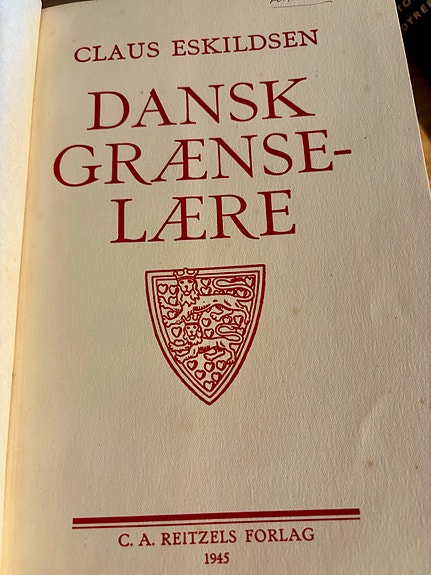 CLAUS ESKILDSEN
DANSK
GRÆNSE-
LÆRE
C. A. REITZELS FORLAG
1945